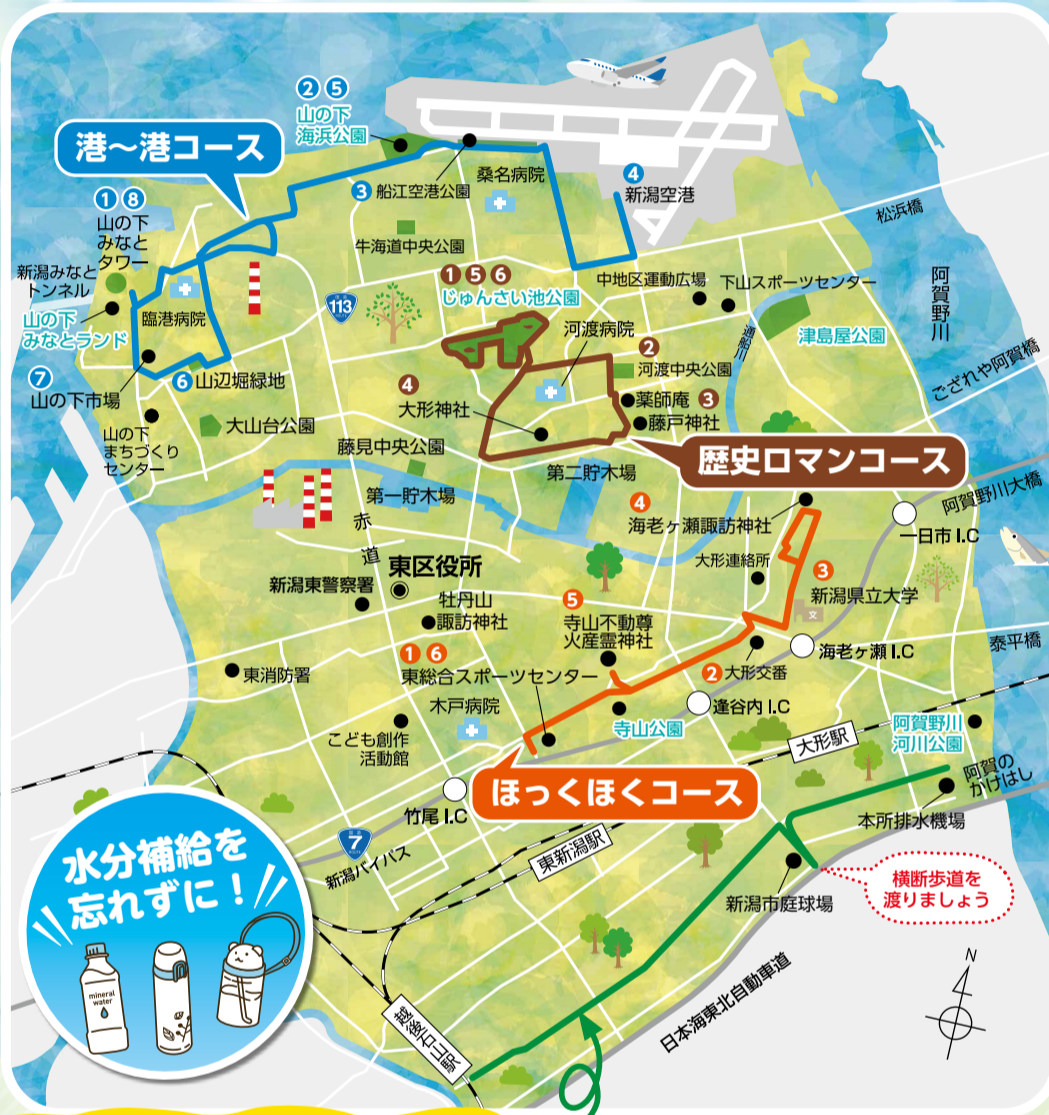 ② ⑤
山の下
海浜公園
港～港コース
桑名病院
③ 船江空港公園
④
新潟空港
① ⑧
山の下
みなと
タワー
松浜橋
牛海道中央公園
新潟みなと
トンネル
中地区運動広場
下山スポーツセンター
阿賀野川
① ⑤ ⑥
じゅんさい池公園
113
臨港病院
山の下
みなとランド
河渡病院
通船川
津島屋公園
②
河渡中央公園
ござれや阿賀橋
⑦
山の下市場
⑥ 山辺堀緑地
④
大形神社
薬師庵 ③
藤戸神社
大山台公園
山の下
まちづくり
センター
藤見中央公園
歴史ロマンコース
第二貯木場
第一貯木場
④
海老ヶ瀬諏訪神社
阿賀野川大橋
一日市 I.C
赤道
大形連絡所
東区役所
③
新潟県立大学
文
新潟東警察署
牡丹山
諏訪神社
⑤
寺山不動尊
火産霊神社
海老ヶ瀬 I.C
泰平橋
① ⑥
東総合スポーツセンター
② 大形交番
東消防署
木戸病院
逢谷内 I.C
寺山公園
阿賀野川
河川公園
こども創作
活動館
大形駅
ほっくほくコース
阿賀の
かけはし
竹尾 I.C
本所排水機場
7
新潟バイパス
東新潟駅
水分補給を
忘れずに！
横断歩道を
渡りましょう
新潟市庭球場
mineral
water
日本海東北自動車道
N
越後石山駅